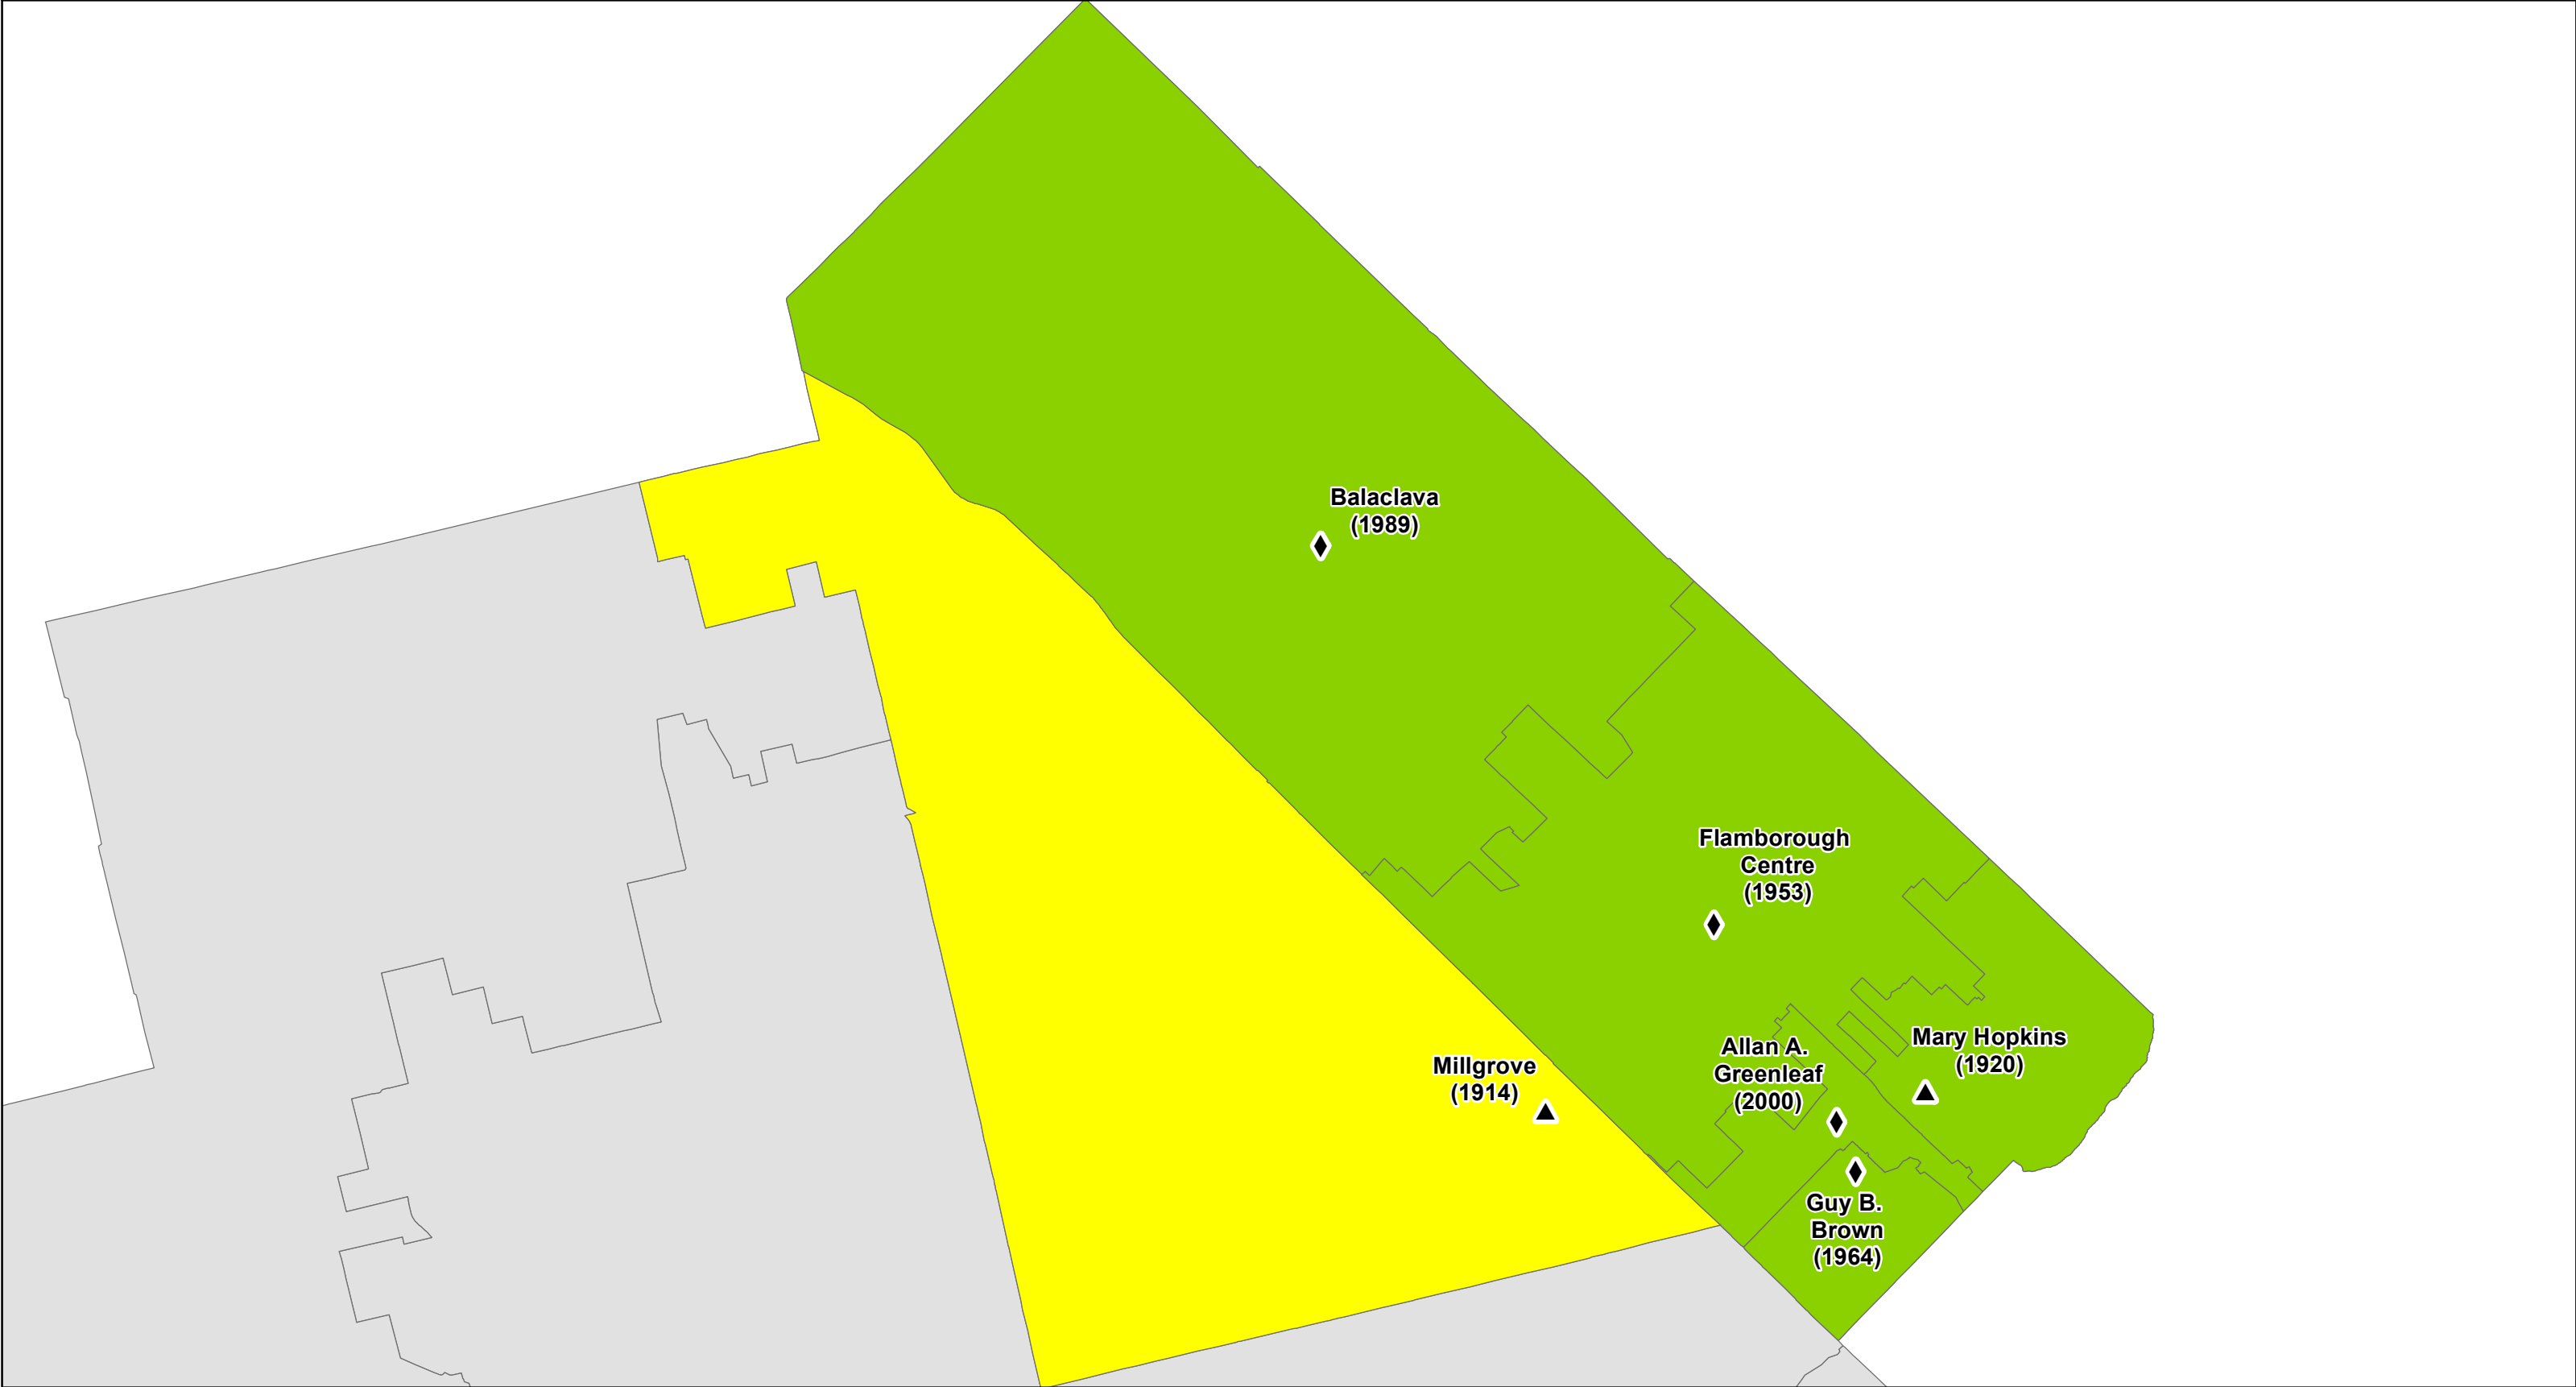 Balaclava
(1989)
Flamborough
Centre
(1953)
Mary Hopkins
(1920)
Allan A.
Greenleaf
(2000)
Millgrove
(1914)
Guy B.
Brown
(1964)